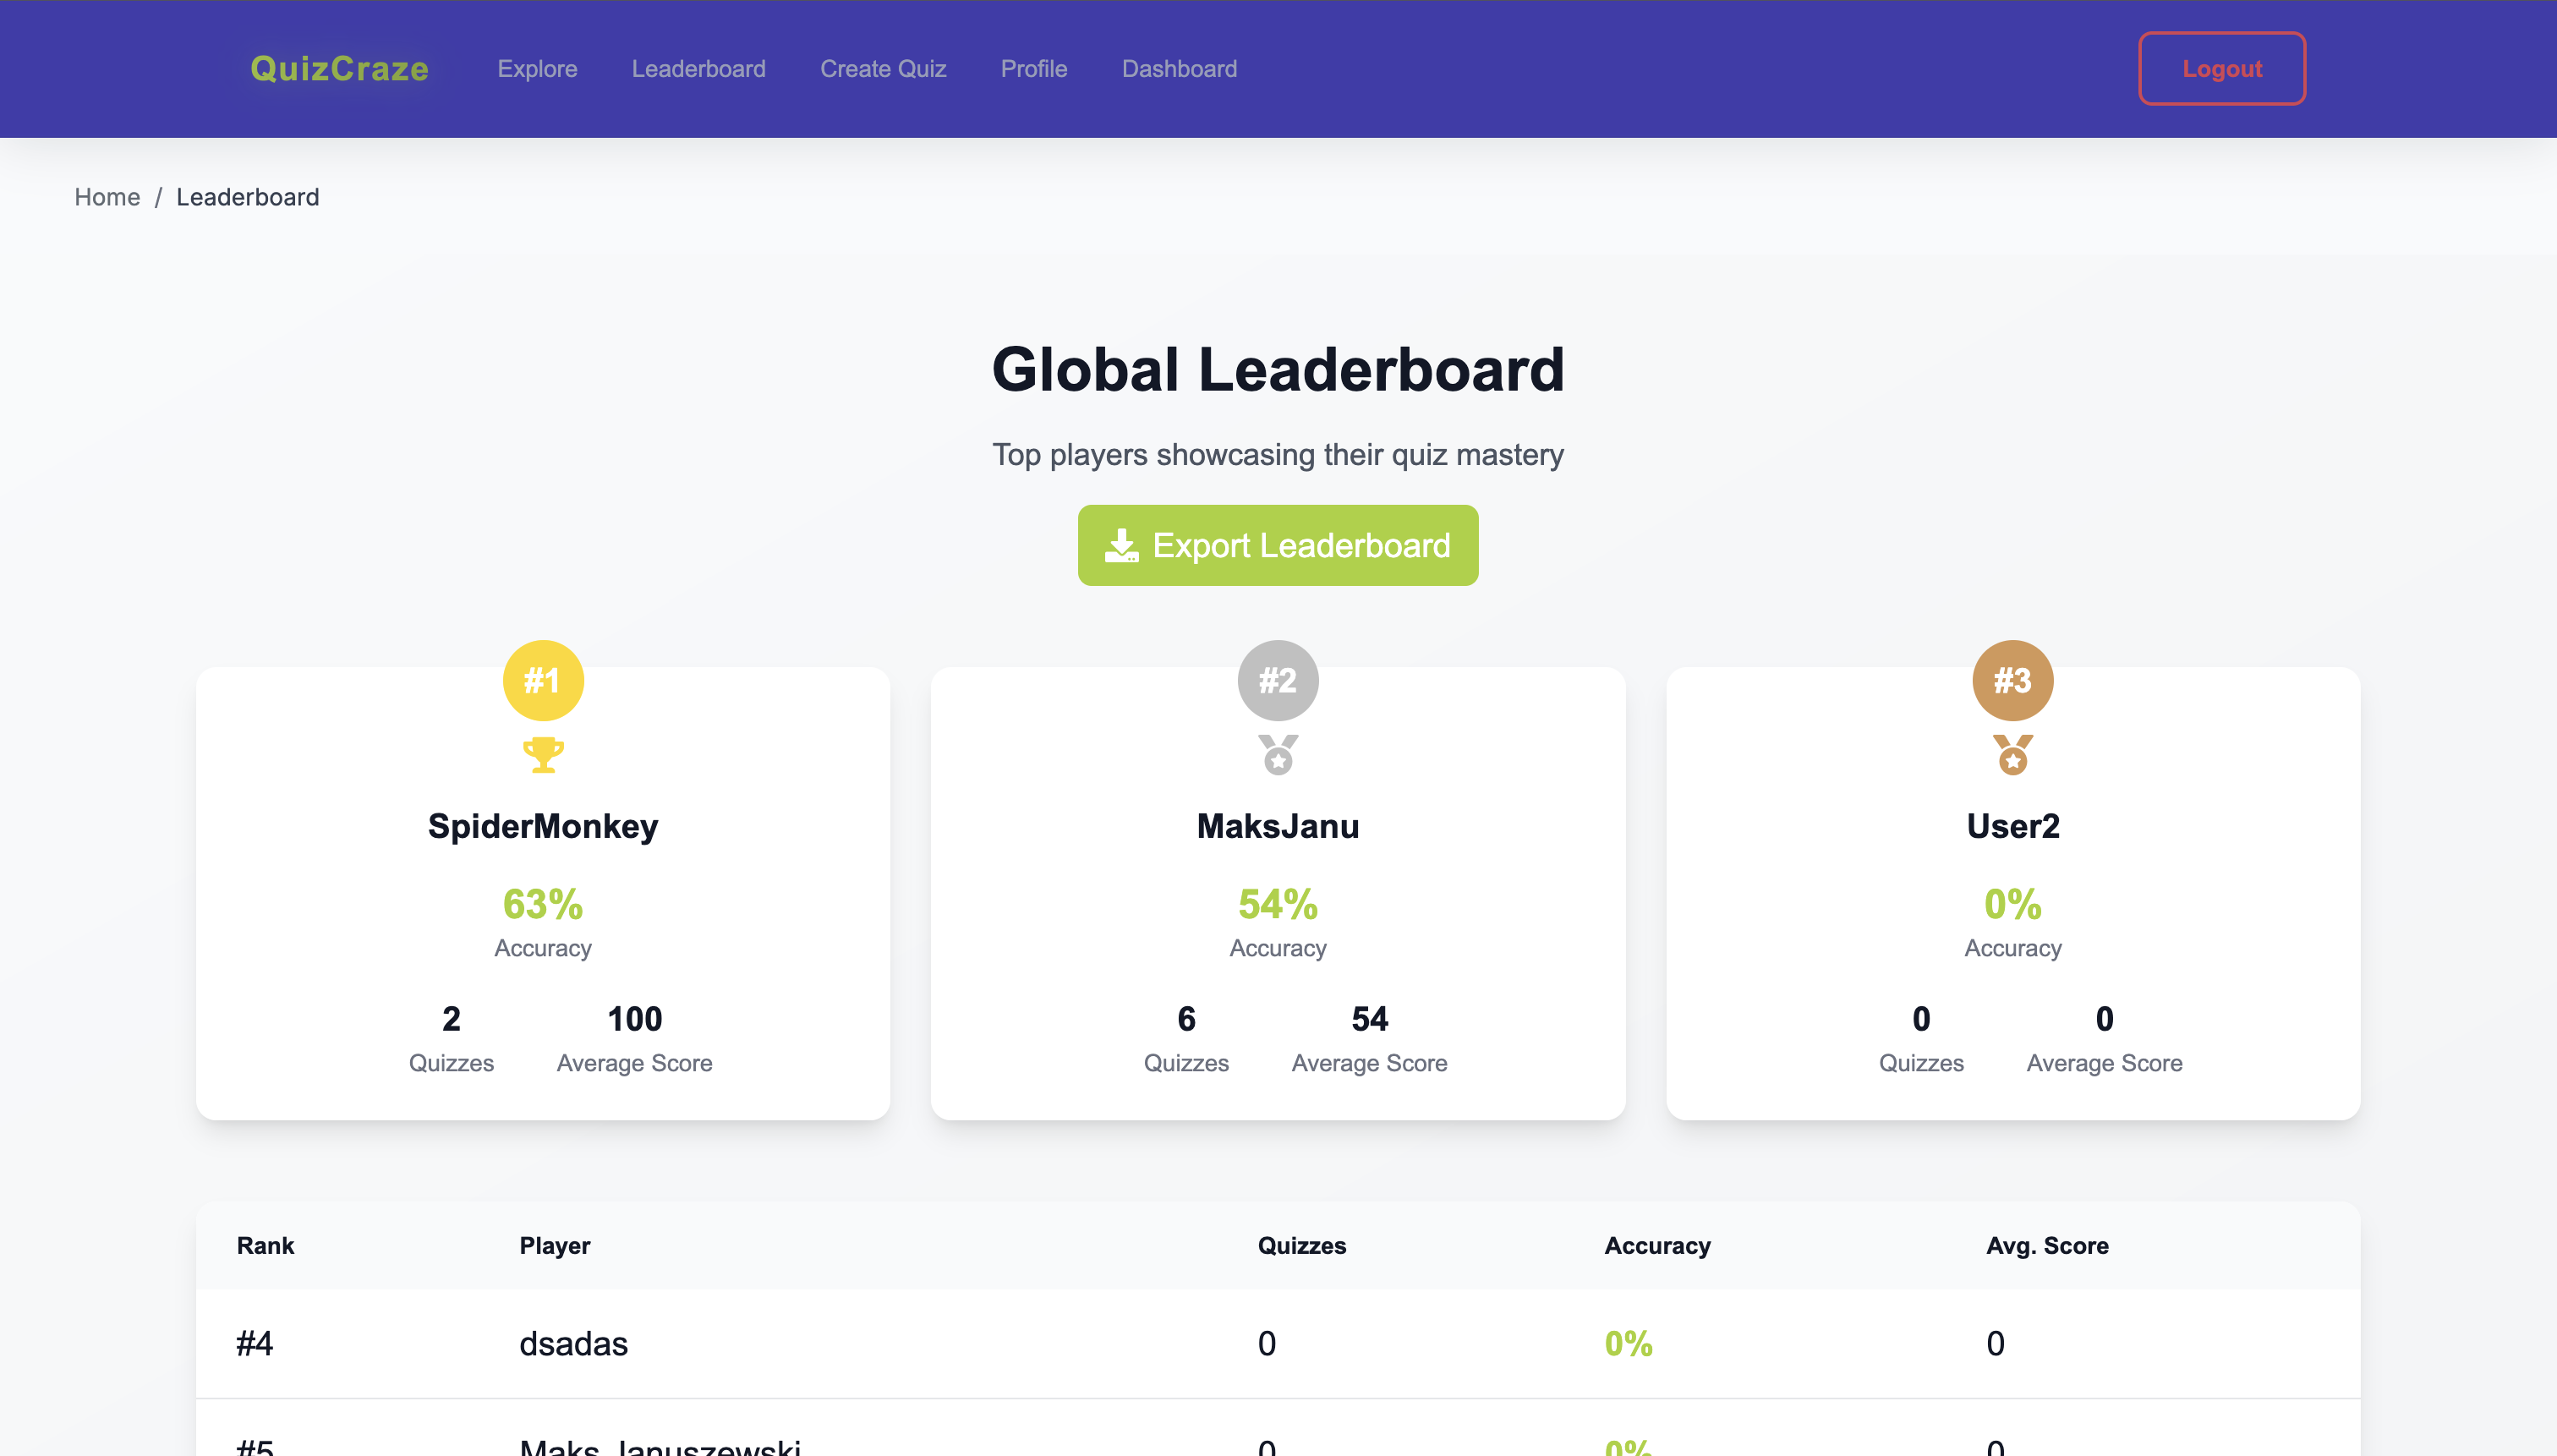 QuizCraze Explore Leaderboard Create Quiz Profile Dashboard Logout
Home / Leaderboard
Global Leaderboard
Top players showcasing their quiz mastery
Export Leaderboard
#1
SpiderMonkey
63%
Accuracy
2 100
Quizzes Average Score
#2
MaksJanu
54%
Accuracy
6 54
Quizzes Average Score
#3
User2
0%
Accuracy
0 0
Quizzes Average Score
Rank Player Quizzes Accuracy Avg. Score
#4 dsadas 0 0% 0
#5 Maks Januszewski 0 0% 0